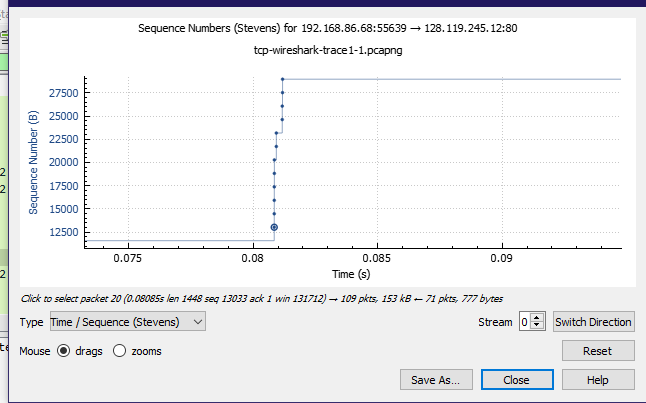 Sequence Numbers (Stevens) for 192.168.86.68:55639 → 128.119.245.12:80
tcp-wireshark-trace1-1.pcapng
27500
25000
22500
20000
17500
15000
12500
Sequence Number (B)
0.075
0.08
0.085
0.09
Time (s)
Click to select packet 20 (0.08085s len 1448 seq 13033 ack 1 win 131712) → 109 pkts, 153 kB ← 71 pkts, 777 bytes
Type Time / Sequence (Stevens) Stream 0 Switch Direction
Mouse drags zooms Reset
Save As... Close Help
2
2
2